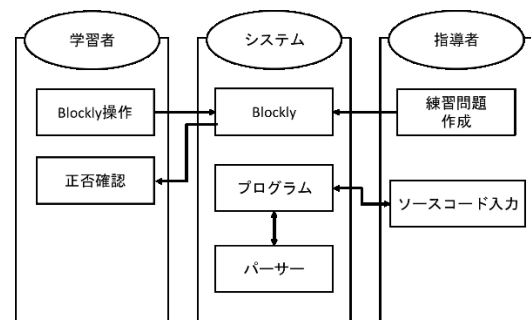 学習者
システム
指導者
Blockly操作
Blockly
練習問題
作成
正否確認
プログラム
ソースコード入力
パーサー